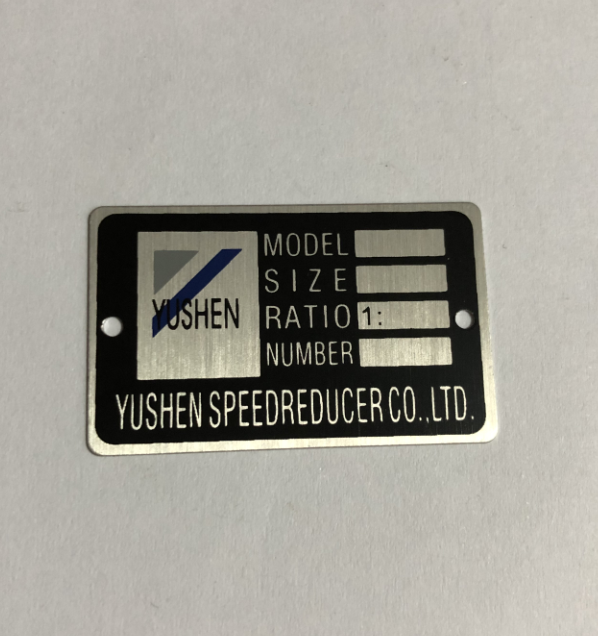 YUSHEN
MODEL
SIZE
RATIO 1:
NUMBER
YUSHEN SPEEDREDUCER CO.,LTD.